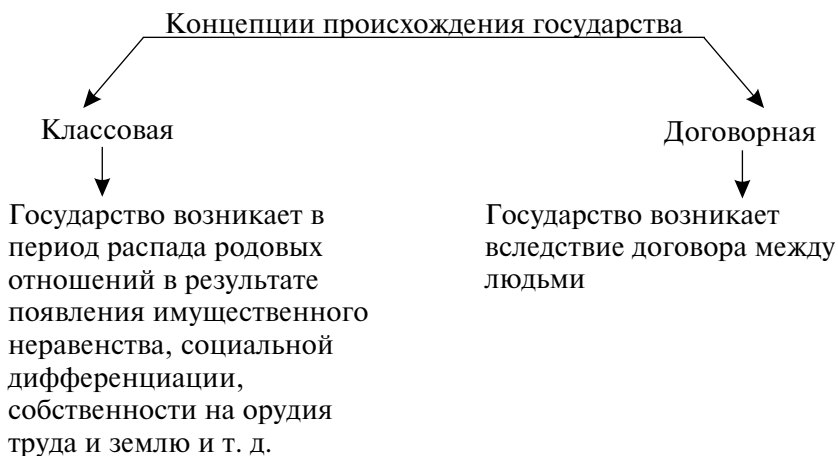 Концепции происхождения государства
Классовая
Договорная
Государство возникает в
период распада родовых
отношений в результате
появления имущественного
неравенства, социальной
дифференциации,
собственности на орудия
труда и землю и т. д.
Государство возникает
вследствие договора между
людьми